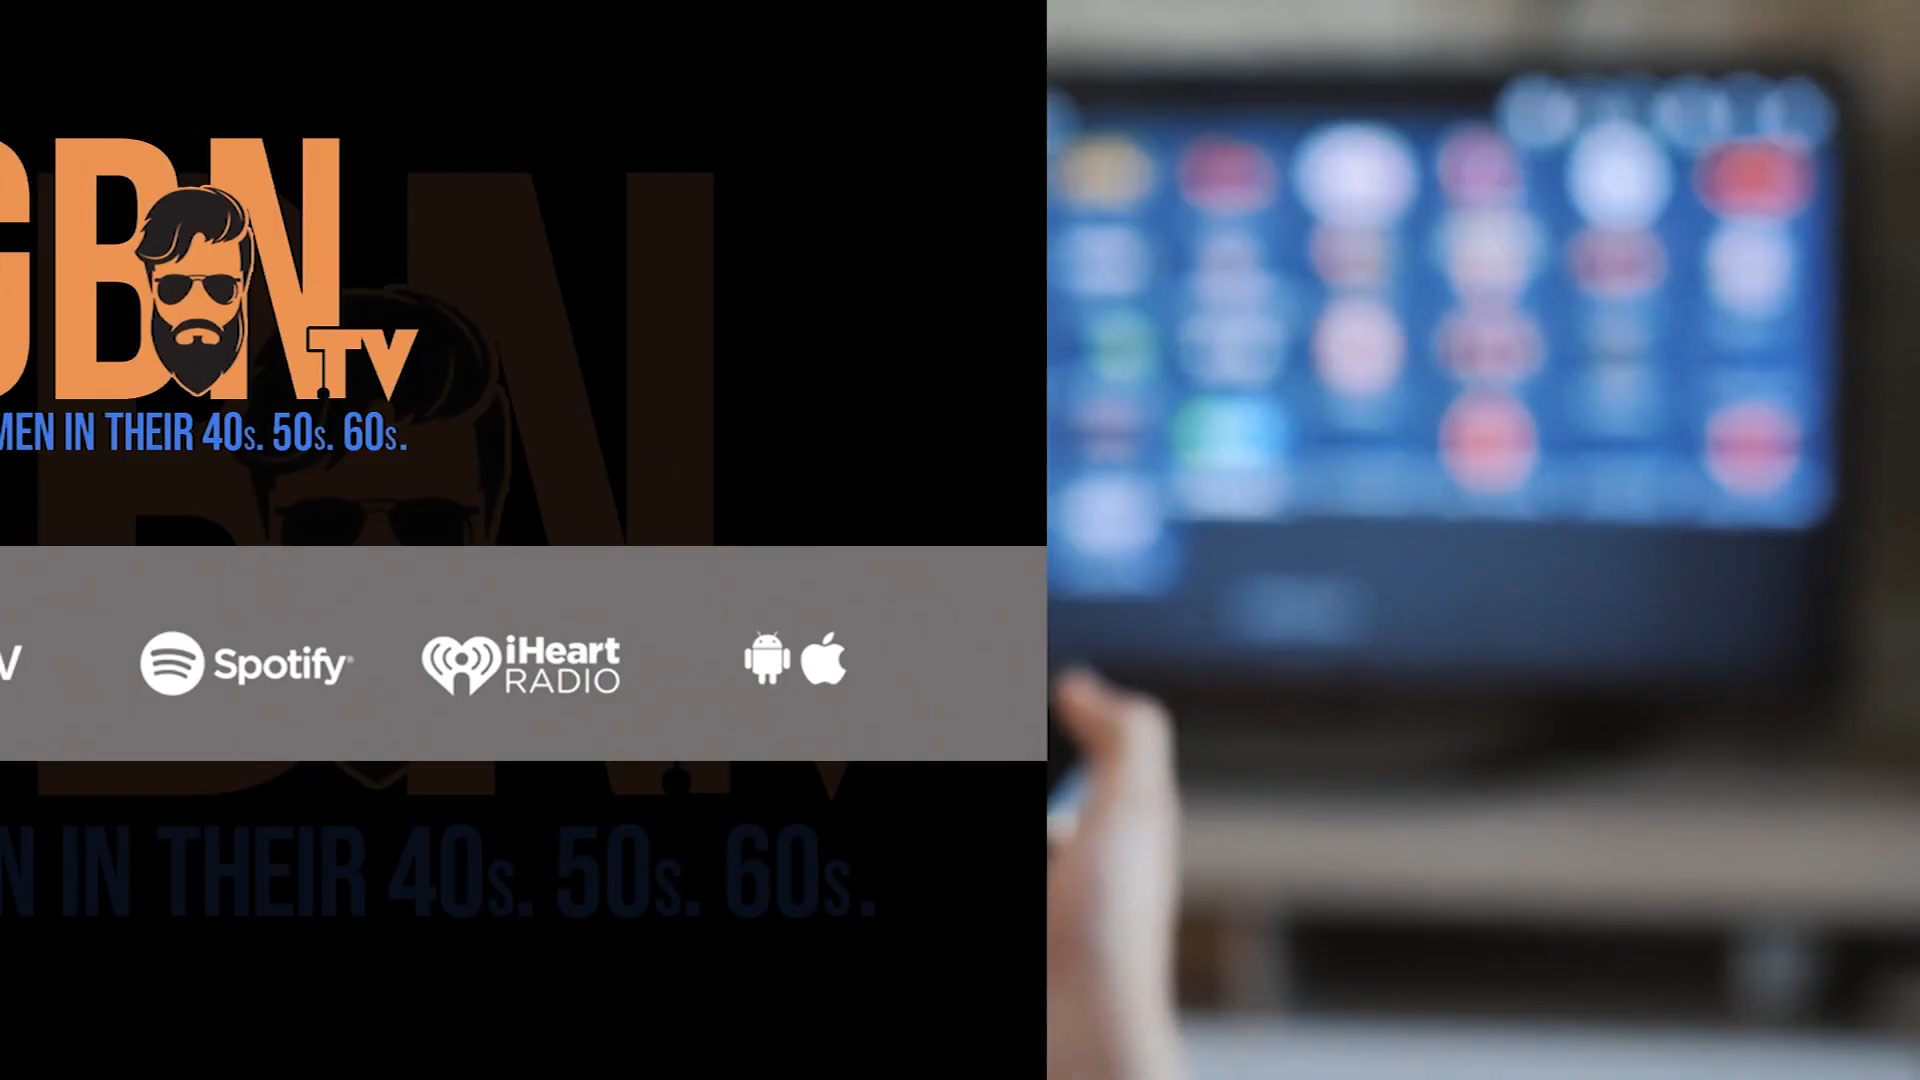 GBN
.TV
MEN IN THEIR 40s. 50s. 60s.
V
Spotify
iHeart
RADIO
N IN THEIR 40s. 50s. 60s.